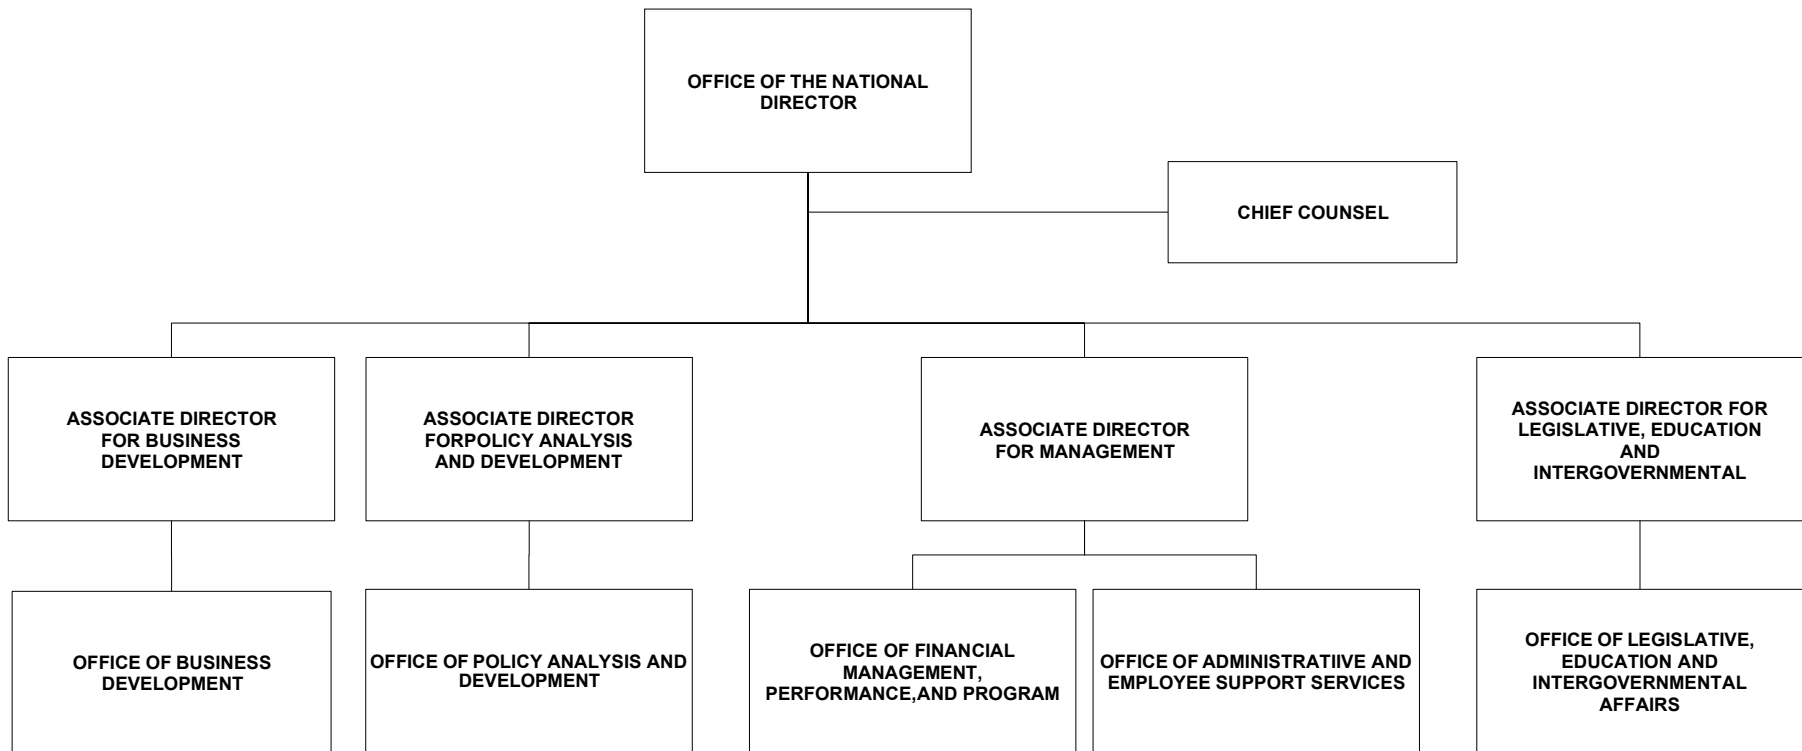 OFFICE OF THE NATIONAL
DIRECTOR
CHIEF COUNSEL
ASSOCIATE DIRECTOR
FOR BUSINESS
DEVELOPMENT
ASSOCIATE DIRECTOR
FORPOLICY ANALYSIS
AND DEVELOPMENT
ASSOCIATE DIRECTOR
FOR MANAGEMENT
ASSOCIATE DIRECTOR FOR
LEGISLATIVE, EDUCATION
AND
INTERGOVERNMENTAL
OFFICE OF BUSINESS
DEVELOPMENT
OFFICE OF POLICY ANALYSIS AND
DEVELOPMENT
OFFICE OF FINANCIAL
MANAGEMENT,
PERFORMANCE,AND PROGRAM
OFFICE OF ADMINISTRATIIVE AND
EMPLOYEE SUPPORT SERVICES
OFFICE OF LEGISLATIVE,
EDUCATION AND
INTERGOVERNMENTAL
AFFAIRS